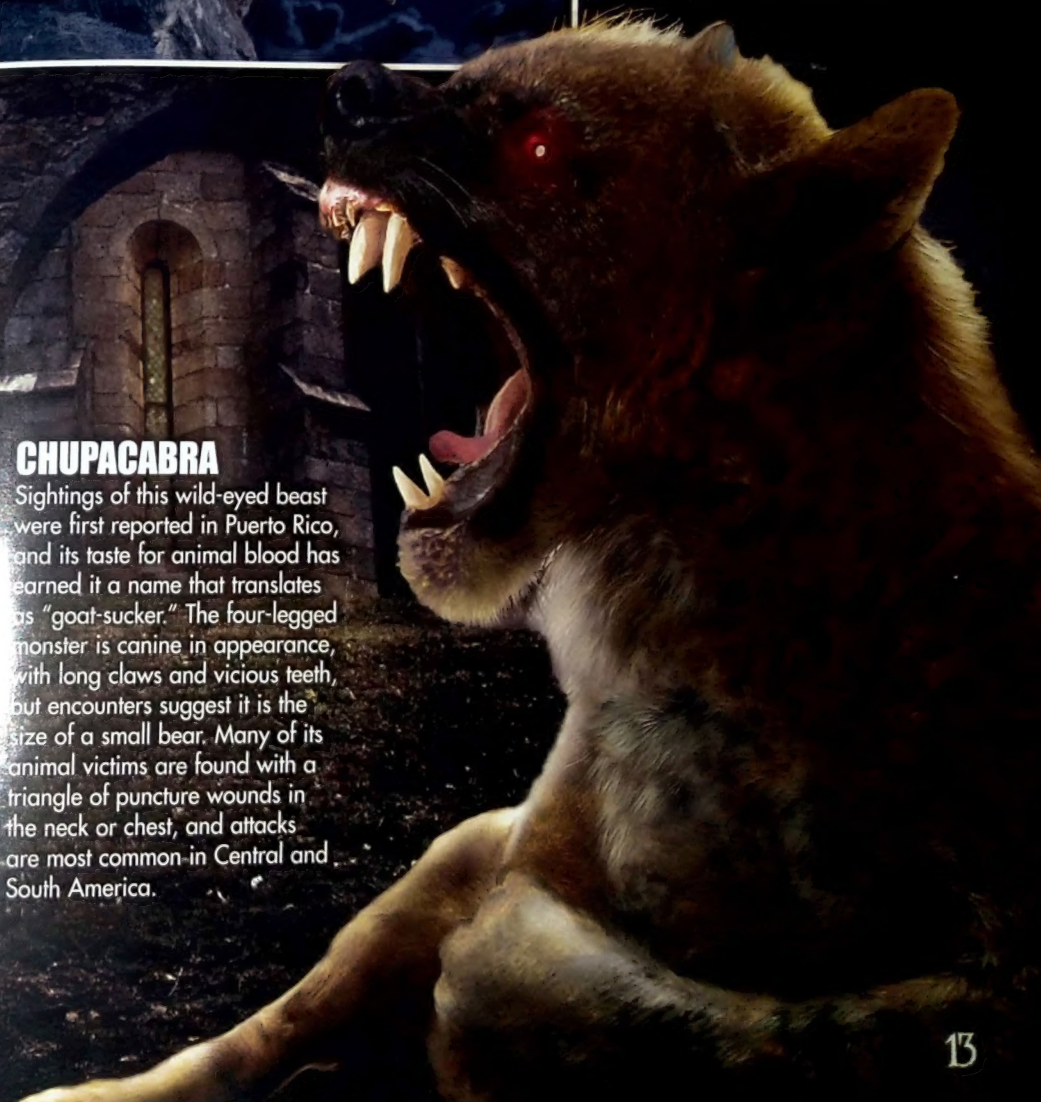 CHUPACABRA
Sightings of this wild-eyed beast
were first reported in Puerto Rico,
and its taste for animal blood has
earned it a name that translates
as “goat-sucker.” The four-legged
monster is canine in appearance,
with long claws and vicious teeth,
but encounters suggest it is the
size of a small bear. Many of its
animal victims are found with a
triangle of puncture wounds in
the neck or chest, and attacks
are most common in Central and
South America.
13